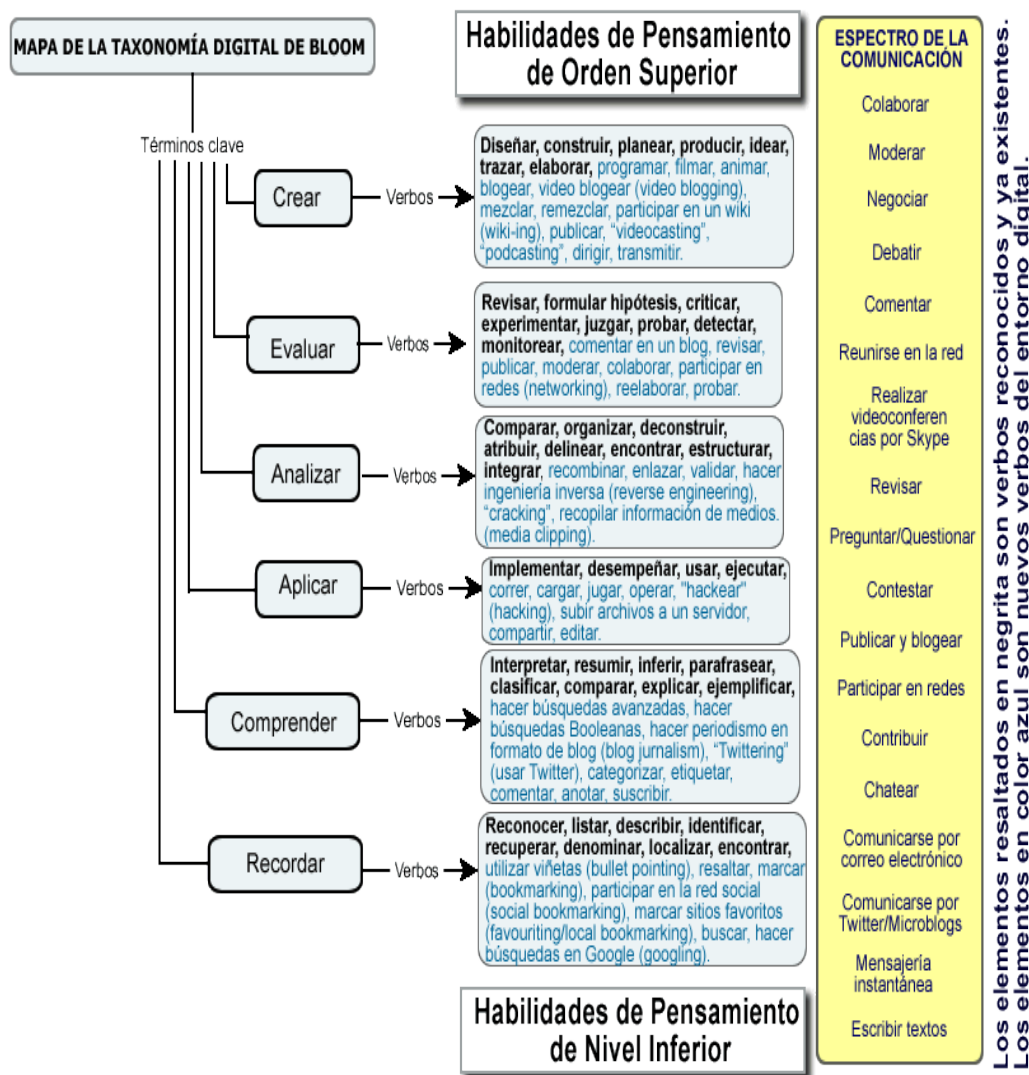 MAPA DE LA TAXONOMÍA DIGITAL DE BLOOM
Términos clave
Habilidades de Pensamiento
de Orden Superior
Crear
Verbos
Diseñar, construir, planear, producir, idear,
trazar, elaborar, programar, filmar, animar,
blogear, video blogear (video blogging),
mezclar, remezclar, participar en un wiki
(wiki-ing), publicar, “videocasting”,
“podcasting”, dirigir, transmitir.
Evaluar
Verbos
Revisar, formular hipótesis, criticar,
experimentar, juzgar, probar, detectar,
monitorear, comentar en un blog, revisar,
publicar, moderar, colaborar, participar en
redes (networking), reelaborar, probar.
Analizar
Verbos
Comparar, organizar, deconstruir,
atribuir, delinear, encontrar, estructurar,
integrar, recombinar, enlazar, validar, hacer
ingeniería inversa (reverse engineering),
“cracking”, recopilar información de medios.
(media clipping).
Aplicar
Verbos
Implementar, desempeñar, usar, ejecutar,
correr, cargar, jugar, operar, "hackear"
(hacking), subir archivos a un servidor,
compartir, editar.
Comprender
Verbos
Interpretar, resumir, inferir, parafrasear,
clasificar, comparar, explicar, ejemplificar,
hacer búsquedas avanzadas, hacer
búsquedas Booleanas, hacer periodismo en
formato de blog (blog jurnalism), “Twittering”
(usar Twitter), categorizar, etiquetar,
comentar, anotar, suscribir.
Recordar
Verbos
Reconocer, listar, describir, identificar,
recuperar, denominar, localizar, encontrar,
utilizar viñetas (bullet pointing), resaltar, marcar
(bookmarking), participar en la red social
(social bookmarking), marcar sitios favoritos
(favouriting/local bookmarking), buscar, hacer
búsquedas en Google (googling).
Habilidades de Pensamiento
de Nivel Inferior
ESPECTRO DE LA
COMUNICACIÓN
Colaborar
Moderar
Negociar
Debatir
Comentar
Reunirse en la red
Realizar
videoconferen
cias por Skype
Revisar
Preguntar/Questionar
Contestar
Publicar y blogear
Participar en redes
Contribuir
Chatear
Comunicarse por
correo electrónico
Comunicarse por
Twitter/Microblogs
Mensajería
instantánea
Escribir textos
Los elementos resaltados en negrita son verbos reconocidos y ya existentes.
Los elementos en color azul son nuevos verbos del entorno digital.